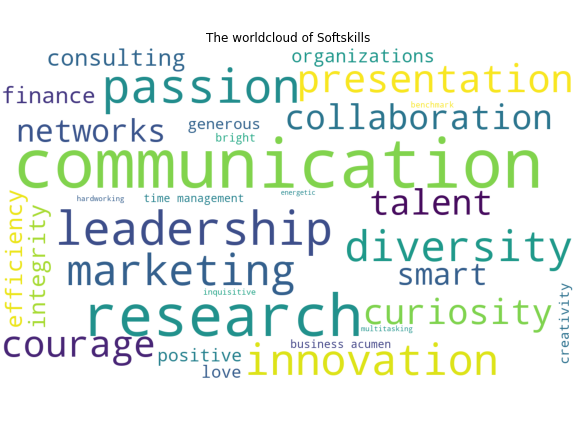 The worldcloud of Softskills
consulting
organizations
passion
presentation
finance
benchmark
collaboration
networks
generous
bright
communication
hardworking
time management
energetic
talent
efficiency
integrity
leadership
diversity
marketing
smart
inquisitive
research
curiosity
creativity
multitasking
courage
business acumen
positive
innovation
love